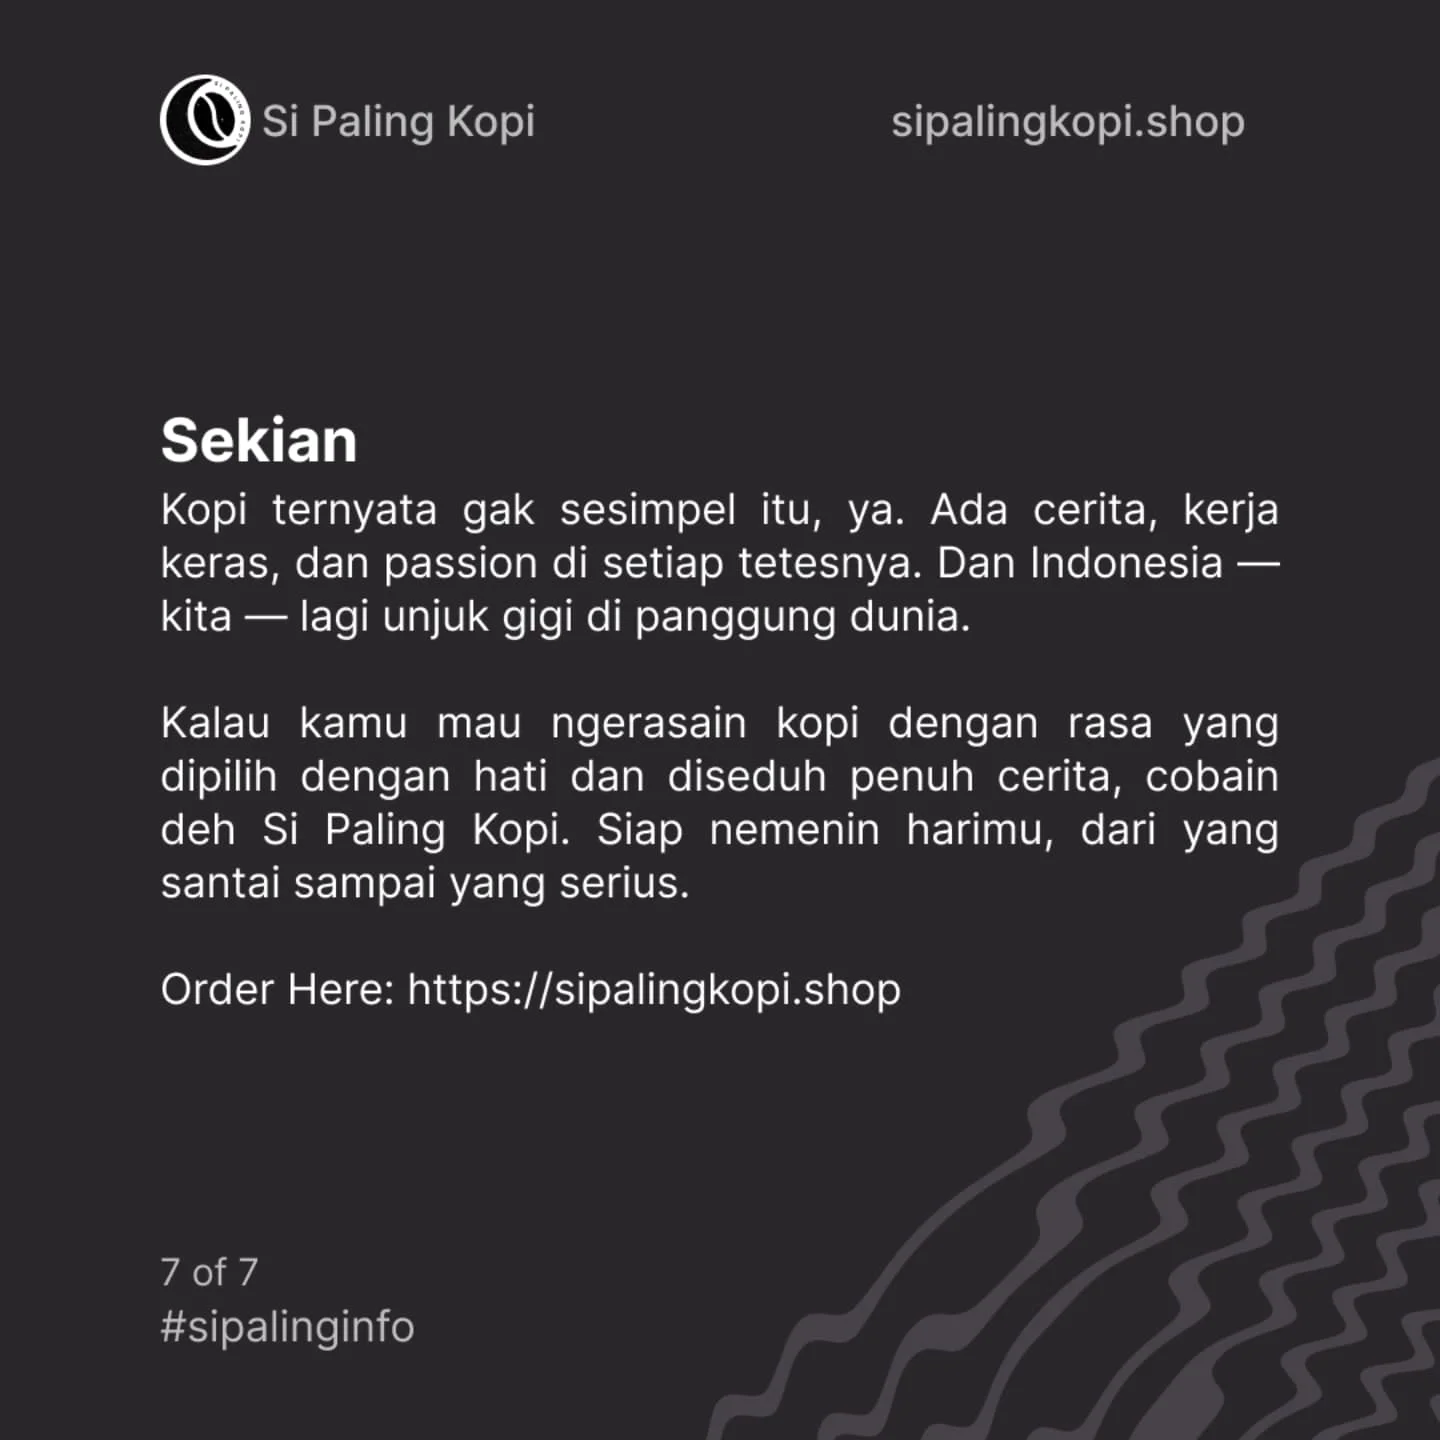 Si Paling Kopi
sipalingkopi.shop
Sekian
Kopi ternyata gak sesimpel itu, ya. Ada cerita, kerja
keras, dan passion di setiap tetesnya. Dan Indonesia —
kita — lagi unjuk gigi di panggung dunia.
Kalau kamu mau ngerasain kopi dengan rasa yang
dipilih dengan hati dan diseduh penuh cerita, cobain
deh Si Paling Kopi. Siap nemenin harimu, dari yang
santai sampai yang serius.
Order Here: https://sipalingkopi.shop
7 of 7
#sipalinginfo